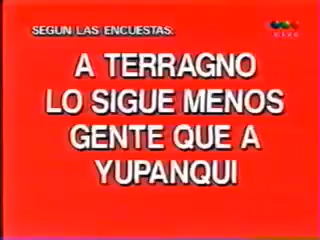 SEGUN LAS ENCUESTAS:
A TERRAGNO
LO SIGUE MENOS
GENTE QUE A
YUPANQUI